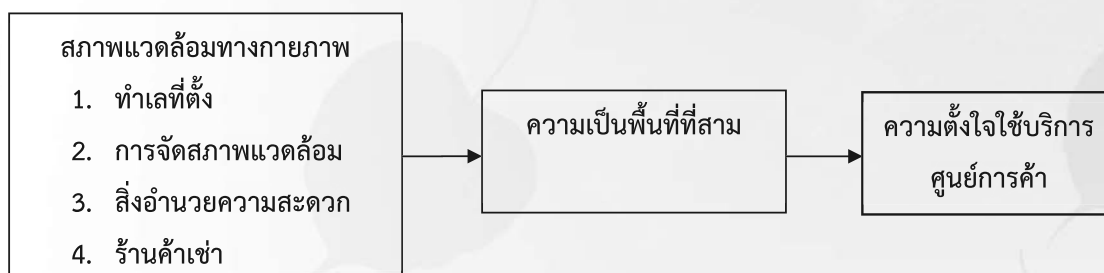 สภาพแวดล้อมทางกายภาพ
1. ทำเลที่ตั้ง
2. การจัดสภาพแวดล้อม
3. สิ่งอำนวยความสะดวก
4. ร้านค้าเช่า
ความเป็นพื้นที่ที่สาม
ความตั้งใจใช้บริการ
ศูนย์การค้า